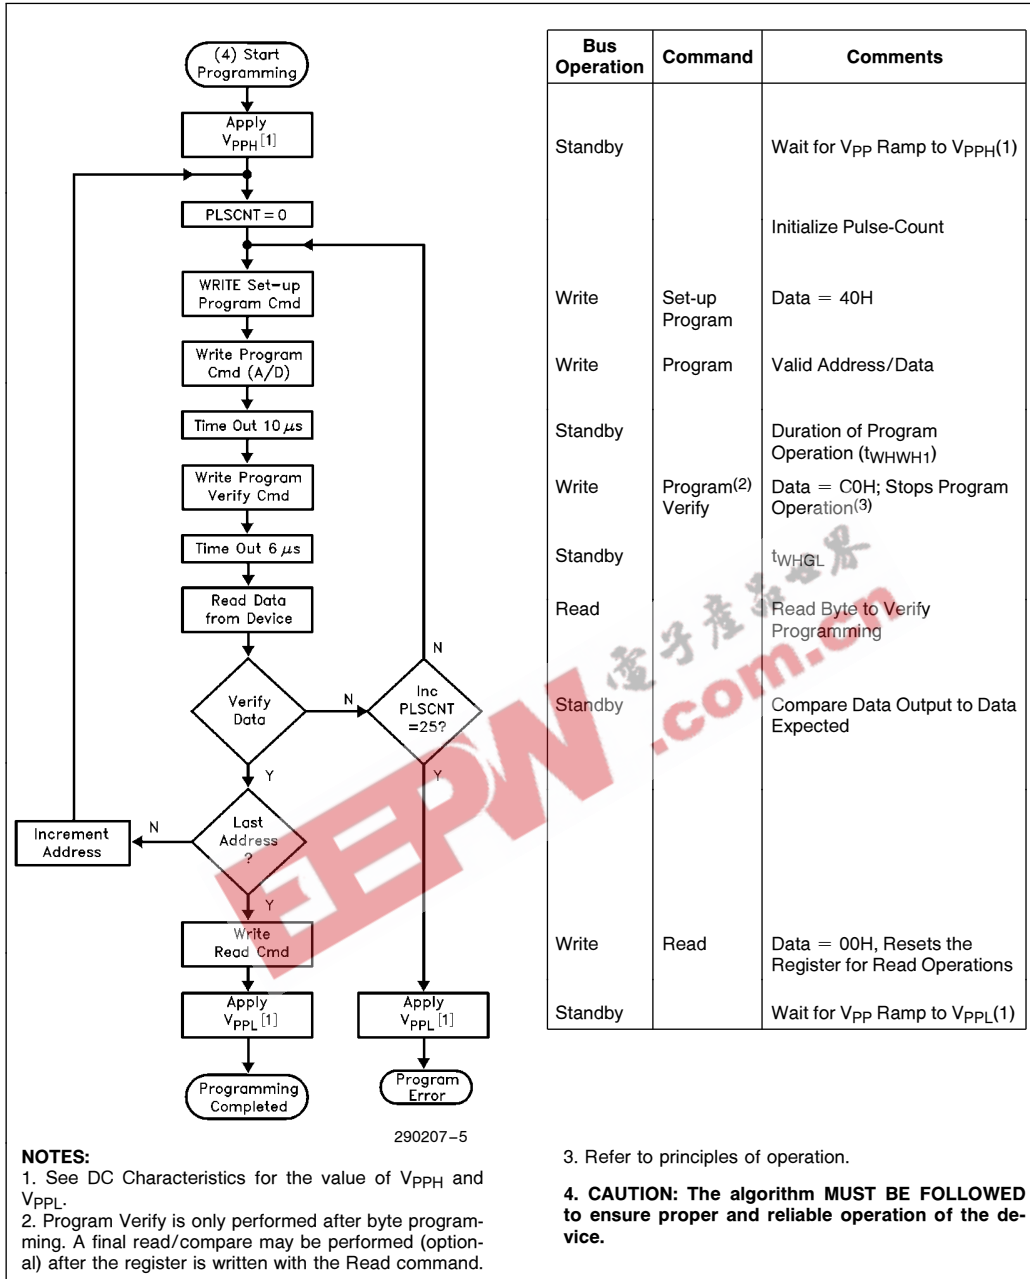 (4) Start
Programming
Apply
VPPH [1]
PLSCNT = 0
WRITE Set-up
Program Cmd
Write Program
Cmd (A/D)
Time Out 10 μs
Write Program
Verify Cmd
Time Out 6 μs
Read Data
from Device
Verify
Data
N
Y
Inc
PLSCNT
=25?
N
Y
Last
Address
?
N
Y
Increment
Address
Write
Read Cmd
Apply
VPPL [1]
Apply
VPPL [1]
Programming
Completed
Program
Error
290207-5
Bus
Operation
Command
Comments
Standby
Wait for VPP Ramp to VPPH(1)
Initialize Pulse-Count
Write
Set-up
Program
Data = 40H
Write
Program
Valid Address/Data
Standby
Duration of Program
Operation (tWHWH1)
Write
Program(2)
Verify
Data = C0H; Stops Program
Operation(3)
Standby
tWHGL
Read
Read Byte to Verify
Programming
Standby
Compare Data Output to Data
Expected
Write
Read
Data = 00H, Resets the
Register for Read Operations
Standby
Wait for VPP Ramp to VPPL(1)
電子產品世界
EEPW
.com.cn
NOTES:
1. See DC Characteristics for the value of VPPH and
VPPL.
2. Program Verify is only performed after byte program-
ming. A final read/compare may be performed (option-
al) after the register is written with the Read command.
3. Refer to principles of operation.
4. CAUTION: The algorithm MUST BE FOLLOWED
to ensure proper and reliable operation of the de-
vice.